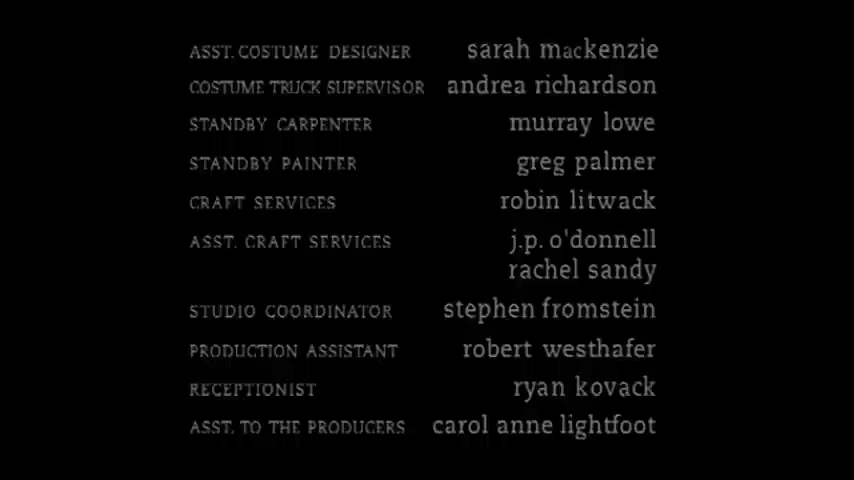 ASST. COSTUME DESIGNER sarah mackenzie
COSTUME TRUCK SUPERVISOR andrea richardson
STANDBY CARPENTER murray lowe
STANDBY PAINTER greg palmer
CRAFT SERVICES robin litwack
ASST. CRAFT SERVICES j.p. o'donnell
rachel sandy
STUDIO COORDINATOR stephen fromstein
PRODUCTION ASSISTANT robert westhafer
RECEPTIONIST ryan kovack
ASST. TO THE PRODUCERS carol anne lightfoot